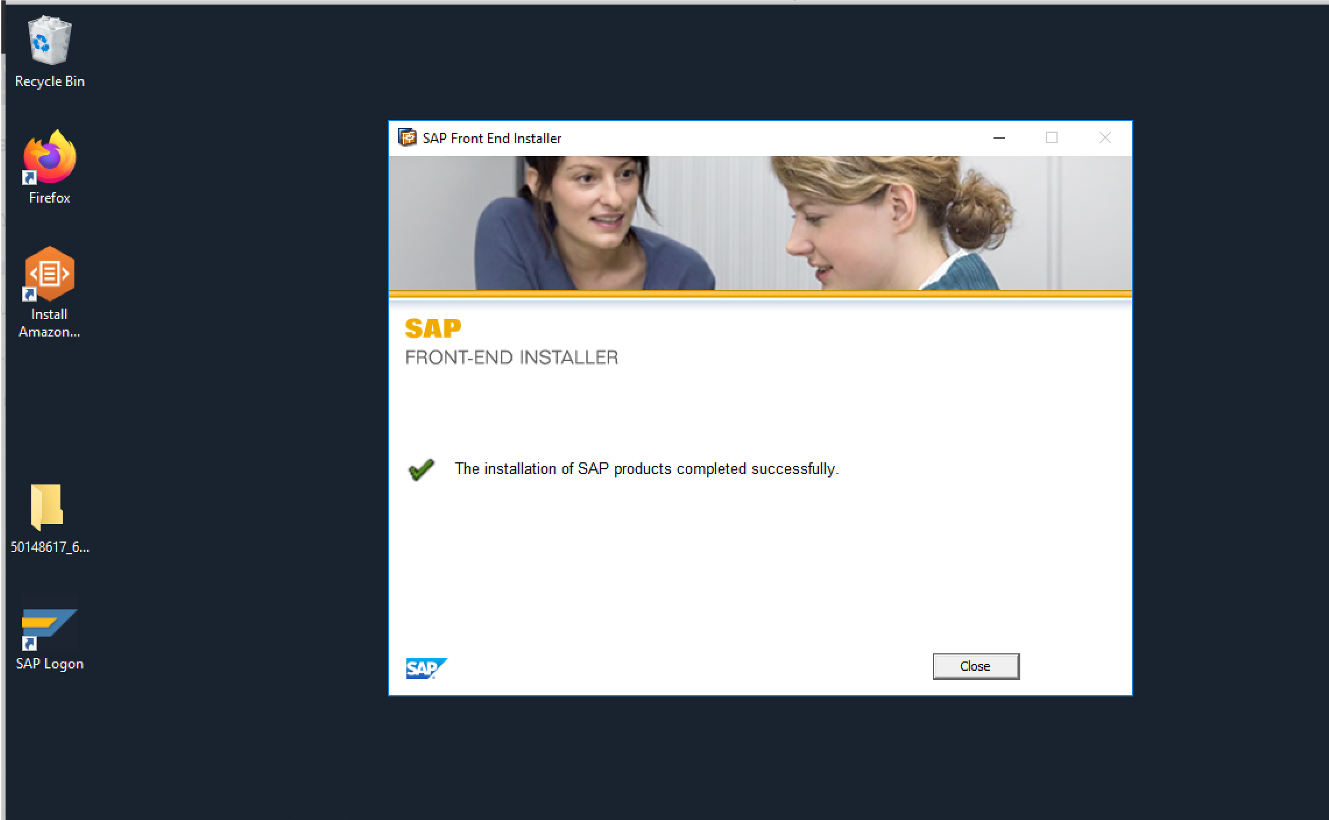 Recycle Bin
Firefox
Install
Amazon...
50148617_6...
SAP Logon
SAP Front End Installer
SAP
FRONT-END INSTALLER
The installation of SAP products completed successfully.
SAP
Close